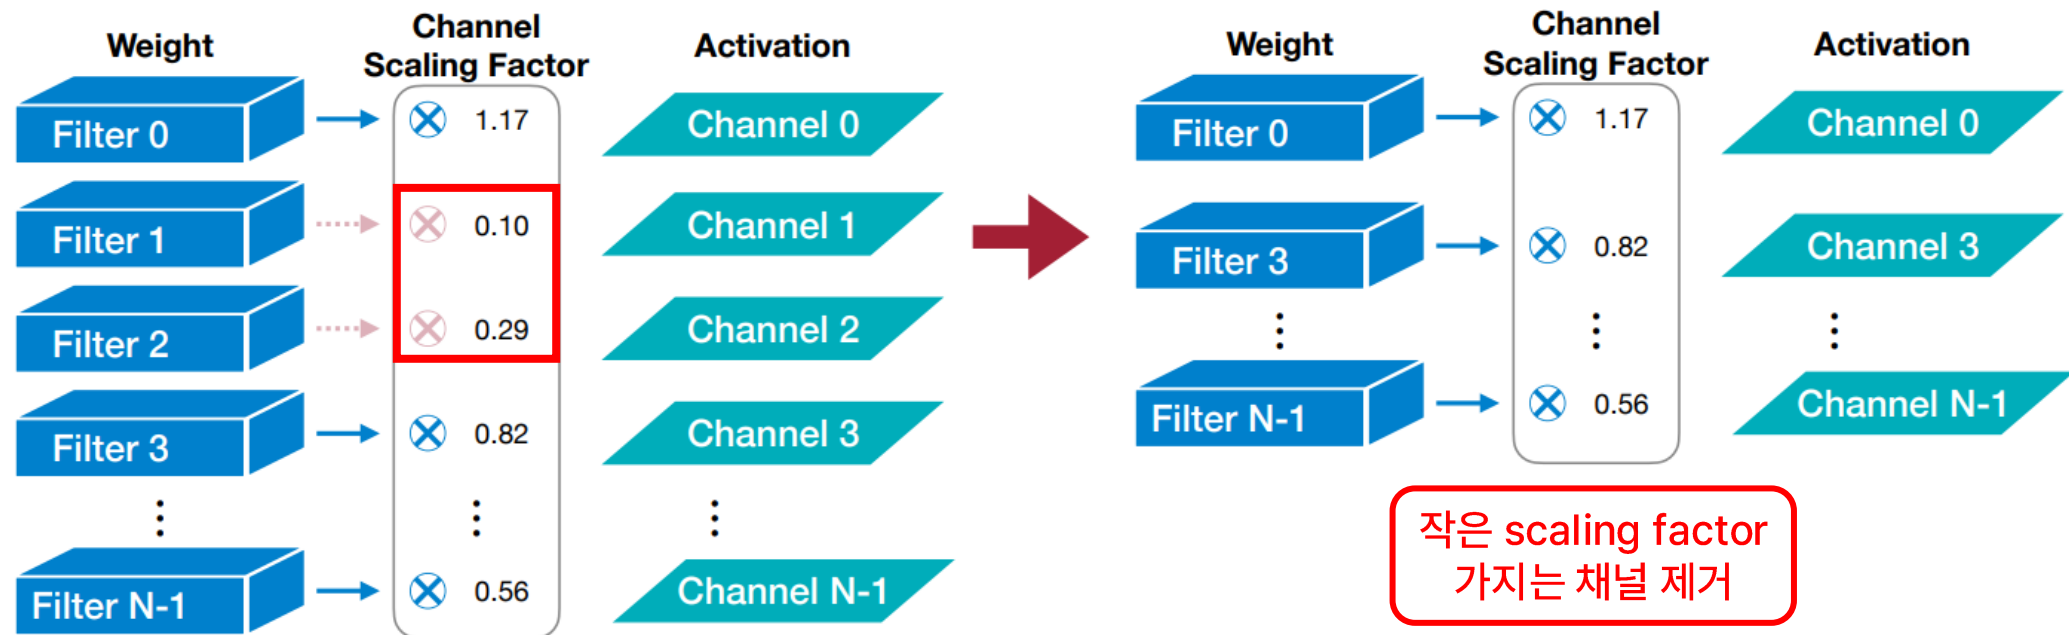 Weight
Channel
Scaling Factor
Activation
Filter 0
1.17
Channel 0
Filter 1
0.10
Channel 1
Filter 2
0.29
Channel 2
Filter 3
0.82
Channel 3
Filter N-1
0.56
Channel N-1
Weight
Channel
Scaling Factor
Activation
Filter 0
1.17
Channel 0
Filter 3
0.82
Channel 3
Filter N-1
0.56
Channel N-1
작은 scaling factor
가지는 채널 제거